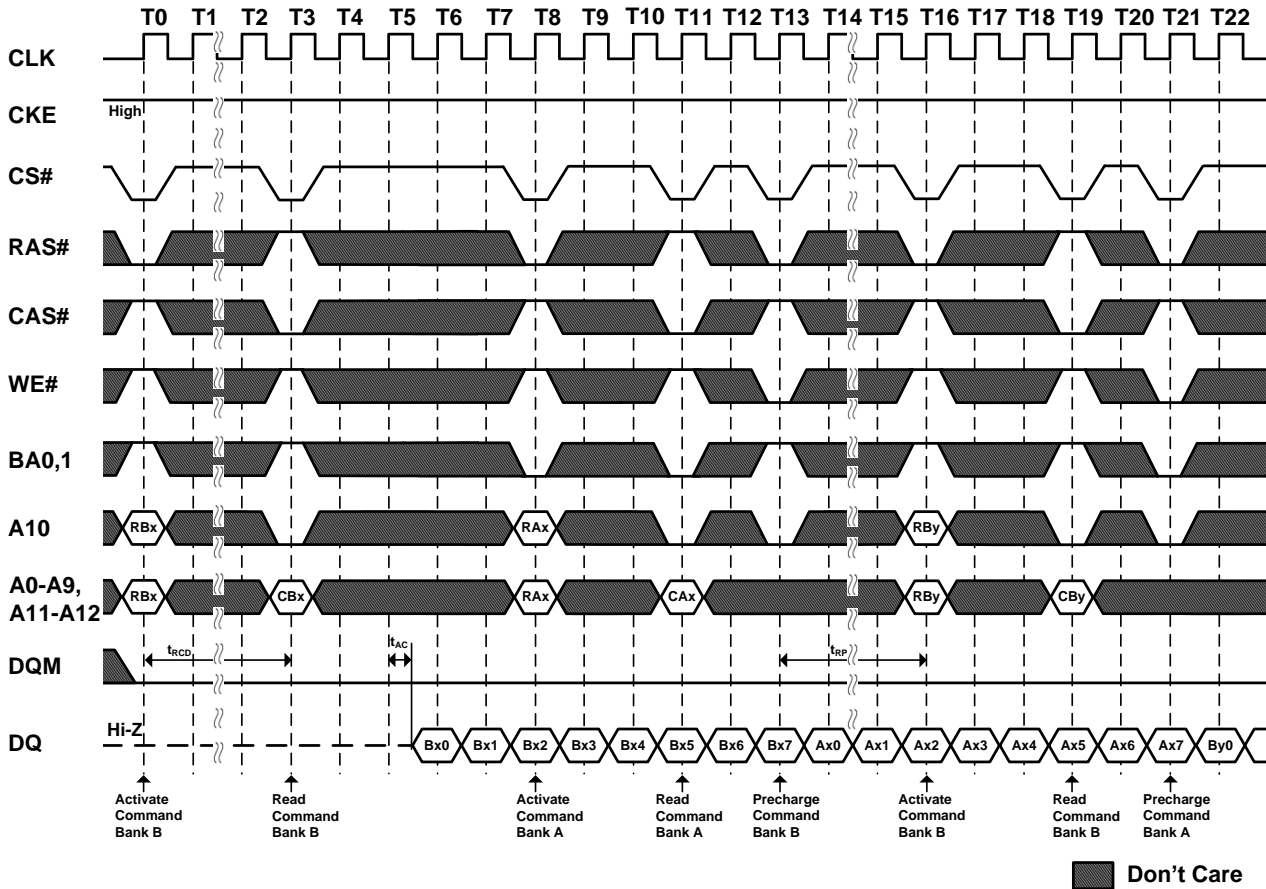 T0 T1 T2 T3 T4 T5 T6 T7 T8 T9 T10 T11 T12 T13 T14 T15 T16 T17 T18 T19 T20 T21 T22
CLK
CKE High
CS#
RAS#
CAS#
WE#
BA0,1
A10 RBx RAx RBy
A0-A9,
A11-A12 RBx CBx RAx CAx RBy CBy
DQM tRCD tAC tRP
Hi-Z
DQ Bx0 Bx1 Bx2 Bx3 Bx4 Bx5 Bx6 Bx7 Ax0 Ax1 Ax2 Ax3 Ax4 Ax5 Ax6 Ax7 By0
Activate
Command
Bank B
Read
Command
Bank B
Activate
Command
Bank A
Read
Command
Bank A
Precharge
Command
Bank B
Activate
Command
Bank B
Read
Command
Bank B
Precharge
Command
Bank A
Don't Care